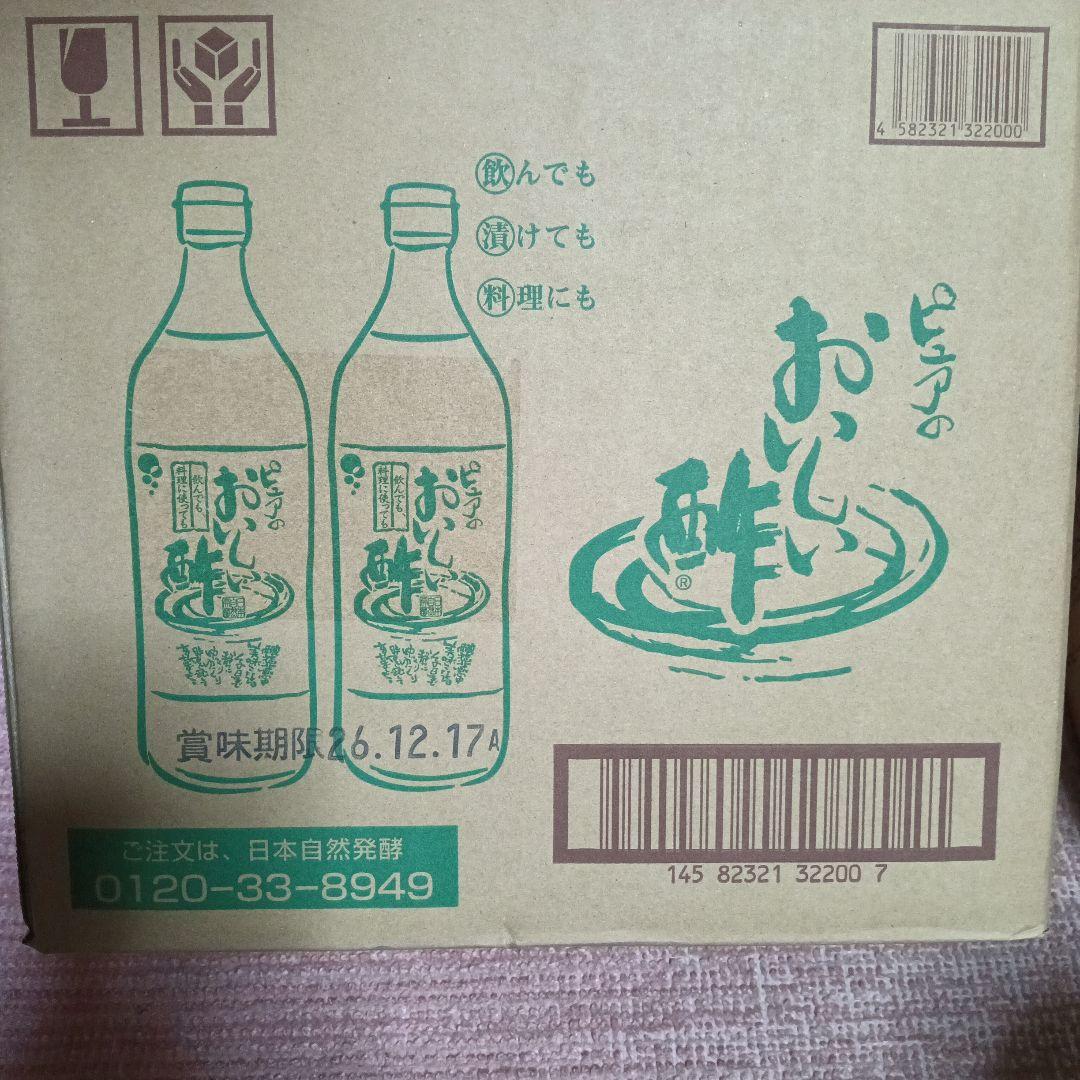 4 582321 322000
飲んでも
漬けても
料理にも
ピュアの
おいしい
酢
®
ピュアの
おいしい
酢
飲んでも、
料理に使っても
ピュアの
おいしい
酢
飲んでも、
料理に使っても
賞味期限26.12.17A
ご注文は、日本自然発酵
0120-33-8949
145 82321 32200 7